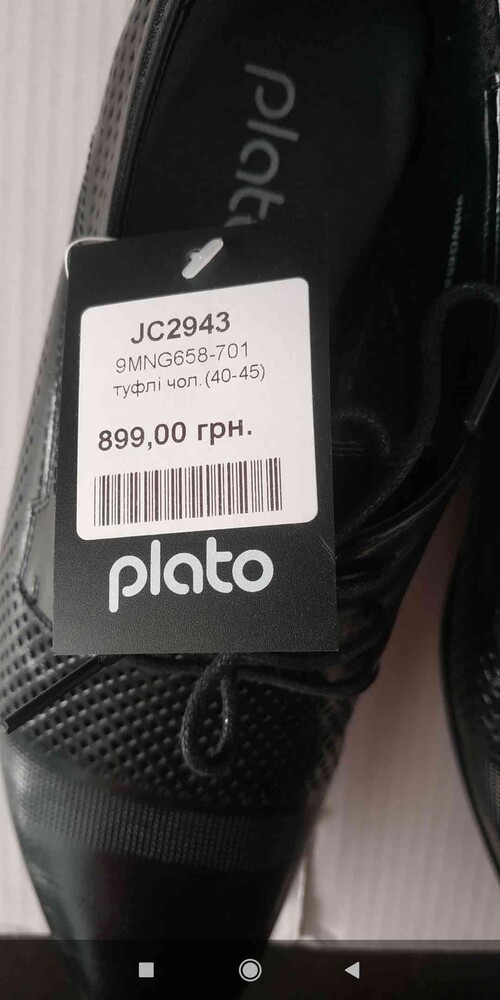 plato
JC2943
9MNG658-701
туфлі чол.(40-45)
899,00 грн.
plato